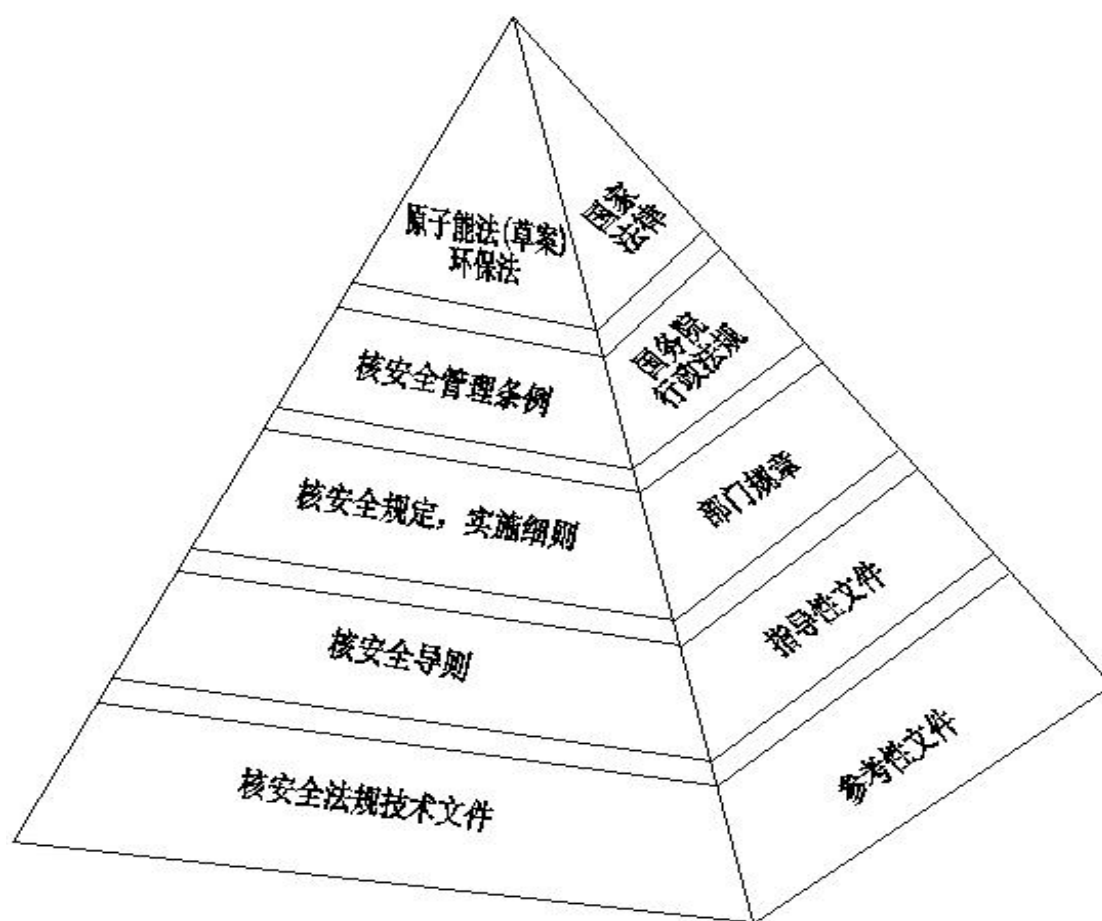 原子能法(草案)
环保法
国家
法律
核安全管理条例
国务院
行政法规
核安全规定，实施细则
部门规章
核安全导则
指导性文件
核安全法规技术文件
参考性文件